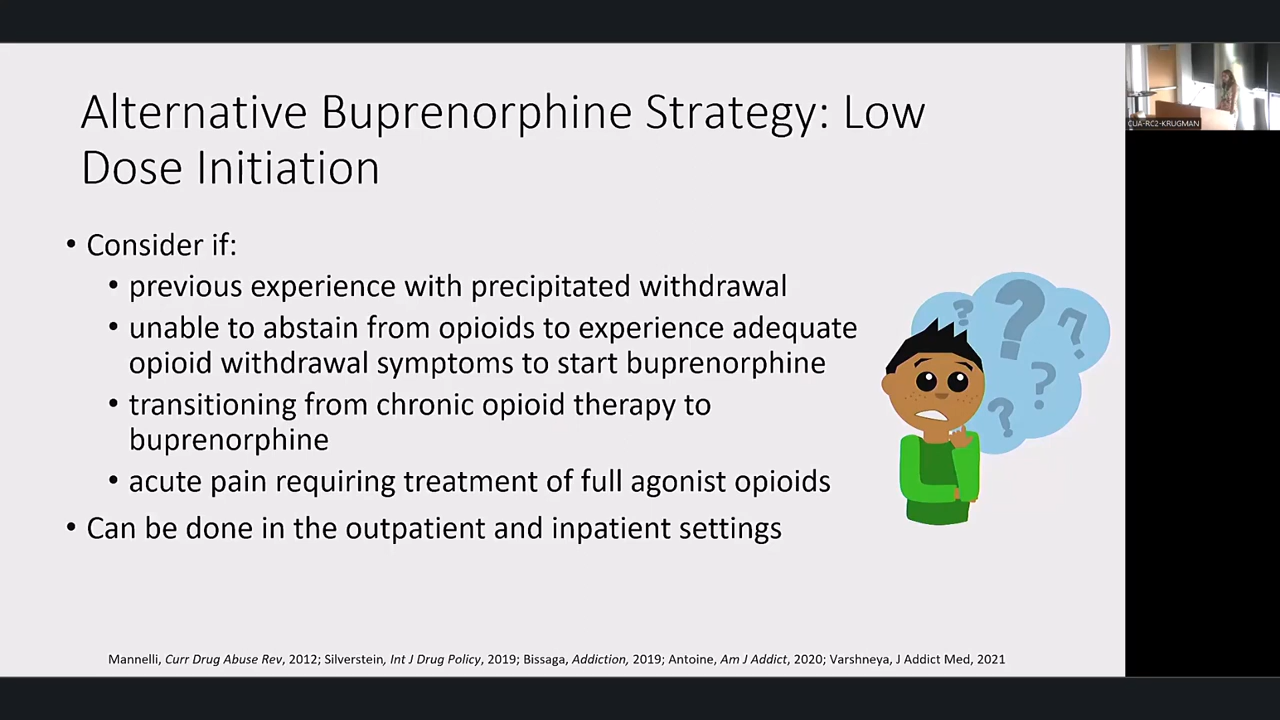 Alternative Buprenorphine Strategy: Low
Dose Initiation
• Consider if:
• previous experience with precipitated withdrawal
• unable to abstain from opioids to experience adequate
opioid withdrawal symptoms to start buprenorphine
• transitioning from chronic opioid therapy to
buprenorphine
• acute pain requiring treatment of full agonist opioids
• Can be done in the outpatient and inpatient settings
? ? ? ? ?
Mannelli, Curr Drug Abuse Rev, 2012; Silverstein, Int J Drug Policy, 2019; Bissaga, Addiction, 2019; Antoine, Am J Addict, 2020; Varshneya, J Addict Med, 2021
CUA-RC2-KRUGMAN